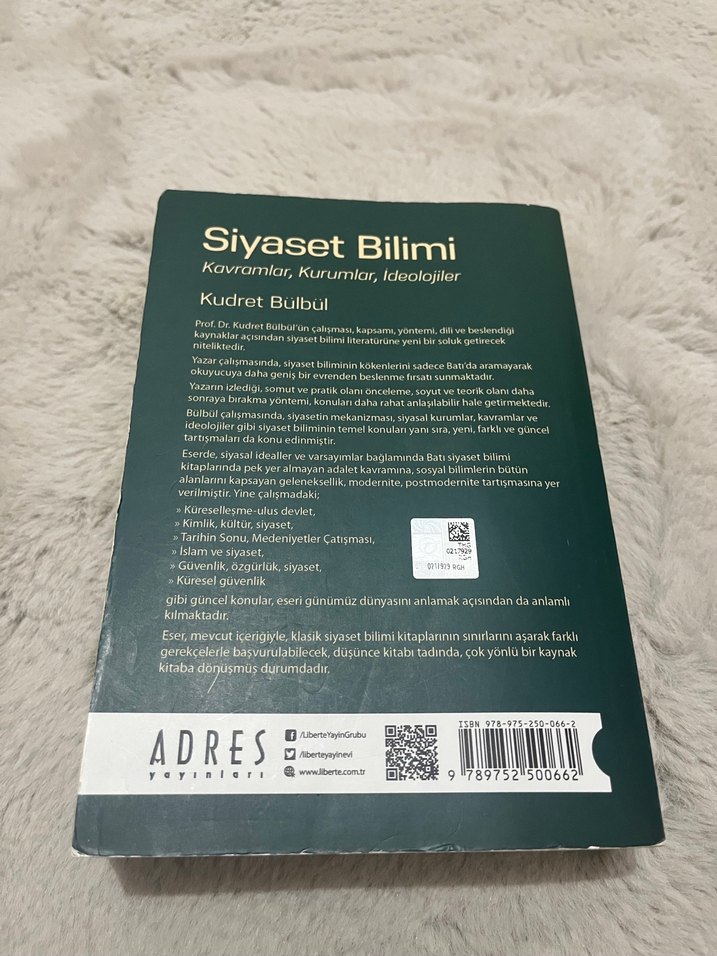 Siyaset Bilimi
Kavramlar, Kurumlar, İdeolojiler
Kudret Bülbül
Prof. Dr. Kudret Bülbül'ün çalışması, kapsamı, yöntemi, dili ve beslendiği
kaynaklar açısından siyaset bilimi literatürüne yeni bir soluk getirecek
niteliktedir.
Yazar çalışmasında, siyaset biliminin kökenlerini sadece Batı'da aramayarak
okuyucuya daha geniş bir evrenden beslenme fırsatı sunmaktadır.
Yazarın izlediği, somut ve pratik olanı önceleme, soyut ve teorik olanı daha
sonraya bırakma yöntemi, konuları daha rahat anlaşılabilir hale getirmektedir.
Bülbül çalışmasında, siyasetin mekanizması, siyasal kurumlar, kavramlar ve
ideolojiler gibi siyaset biliminin temel konuları yanı sıra, yeni, farklı ve güncel
tartışmaları da konu edinmiştir.
Eserde, siyasal idealler ve varsayımlar bağlamında Batı siyaset bilimi
kitaplarında pek yer almayan adalet kavramına, sosyal bilimlerin bütün
alanlarını kapsayan geleneksellik, modernite, postmodernite tartışmasına yer
verilmiştir. Yine çalışmadaki;
» Küreselleşme-ulus devlet,
» Kimlik, kültür, siyaset,
» Tarihin Sonu, Medeniyetler Çatışması,
» İslam ve siyaset,
» Güvenlik, özgürlük, siyaset,
» Küresel güvenlik
THG
0217929
RGH
0217929 RGH
gibi güncel konular, eseri günümüz dünyasını anlamak açısından da anlamlı
kılmaktadır.
Eser, mevcut içeriğiyle, klasik siyaset bilimi kitaplarının sınırlarını aşarak farklı
gerekçelerle başvurulabilecek, düşünce kitabı tadında, çok yönlü bir kaynak
kitaba dönüşmüş durumdadır.
ADRES
yayınları
/LiberteYayinGrubu
/liberteyayinevi
www.liberte.com.tr
ISBN 978-975-250-066-2
9 789752 500662